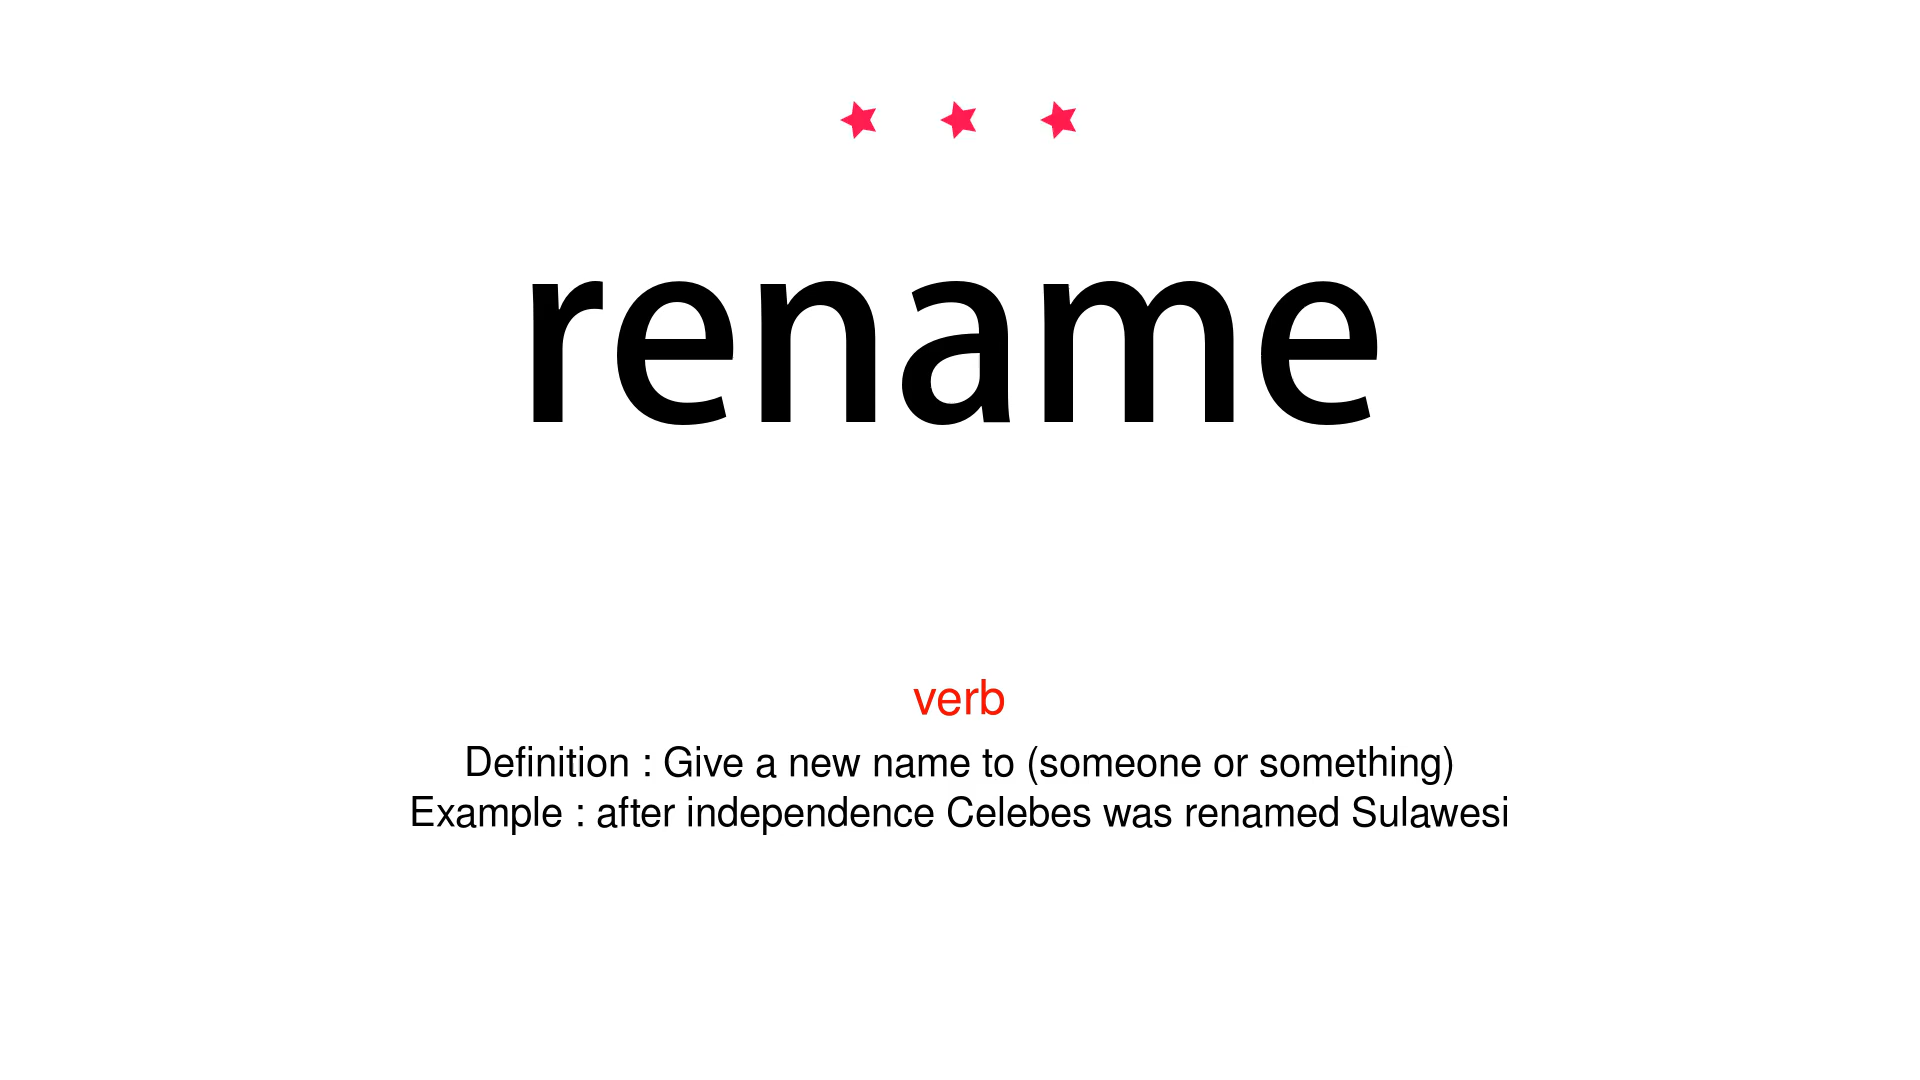 rename
verb
Definition : Give a new name to (someone or something)
Example : after independence Celebes was renamed Sulawesi